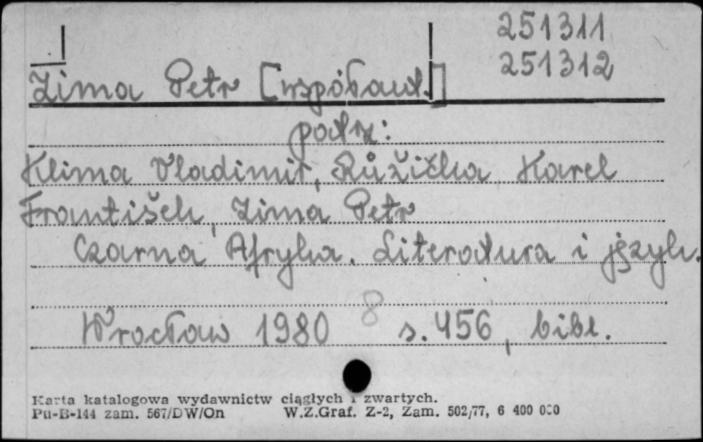 251311
251312
Zima Petr [współaut.]
patrz:
Klima Vladimir, Růžička Karel
František, Zima Petr
Czarna Afryka. Literatura i język.
Wrocław 1980 8 s. 456, bibl.
Karta katalogowa wydawnictw ciągłych i zwartych.
Pu-B-144 zam. 567/DW/On W.Z.Graf. Z-2, Zam. 502/77, 6 400 000